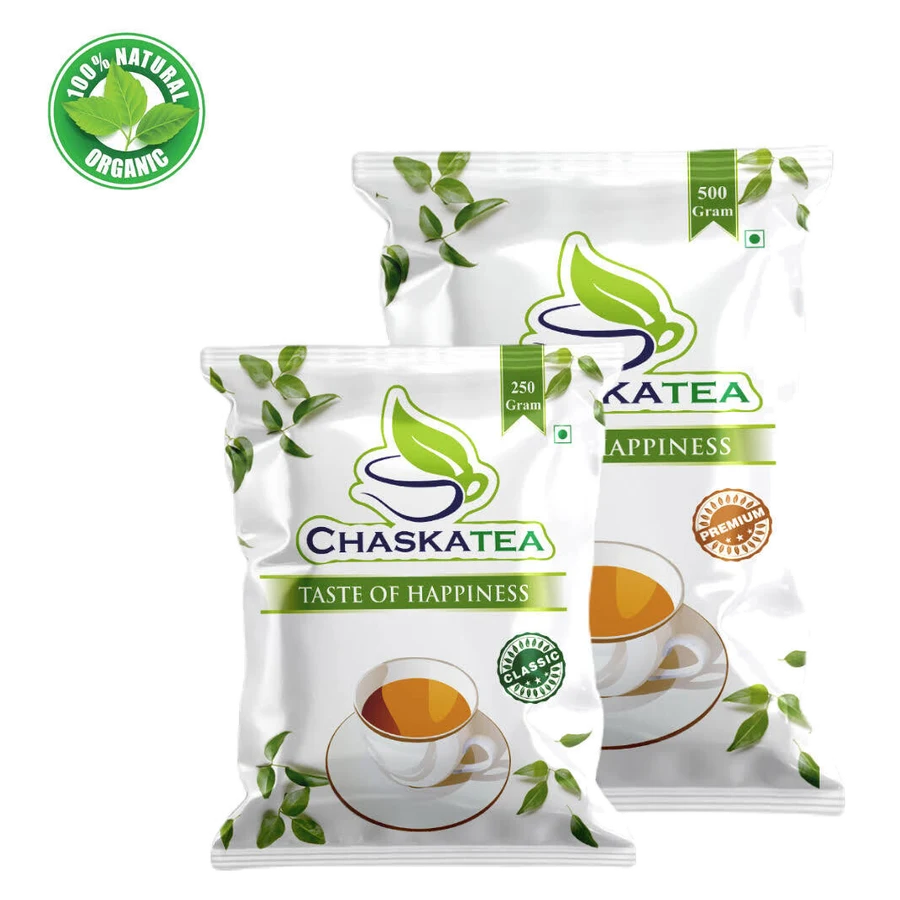 100% NATURAL
ORGANIC
500
Gram
KATEA
APPINESS
PREMIUM
250
Gram
CHASKATEA
TASTE OF HAPPINESS
CLASSIC